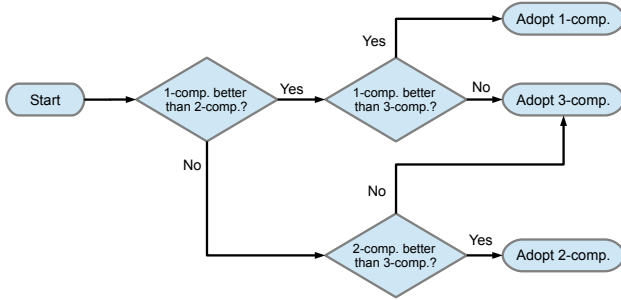 Adopt 1-comp.
Yes
Start
1-comp. better
than 2-comp.?
Yes
1-comp. better
than 3-comp.?
No
Adopt 3-comp.
No
No
2-comp. better
than 3-comp.?
Yes
Adopt 2-comp.